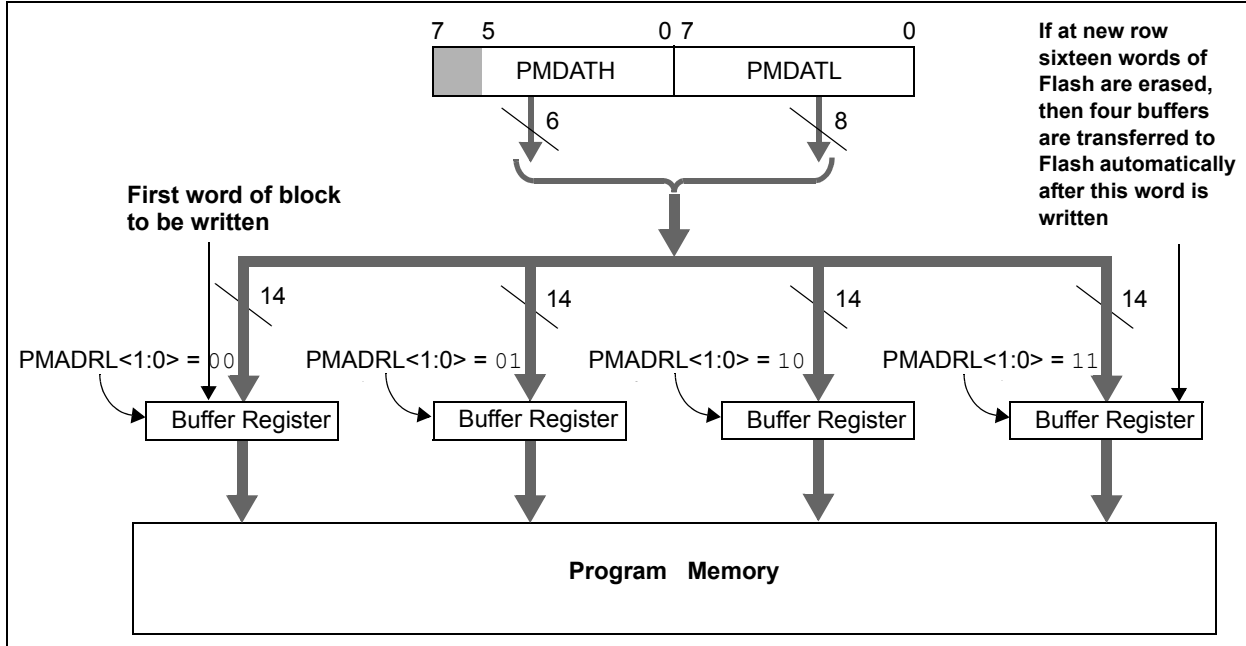 7 5 0 7 0
PMDATH PMDATL
6 8
If at new row
sixteen words of
Flash are erased,
then four buffers
are transferred to
Flash automatically
after this word is
written
First word of block
to be written
14 14 14 14
PMADRL<1:0> = 00 PMADRL<1:0> = 01 PMADRL<1:0> = 10 PMADRL<1:0> = 11
Buffer Register Buffer Register Buffer Register Buffer Register
Program Memory